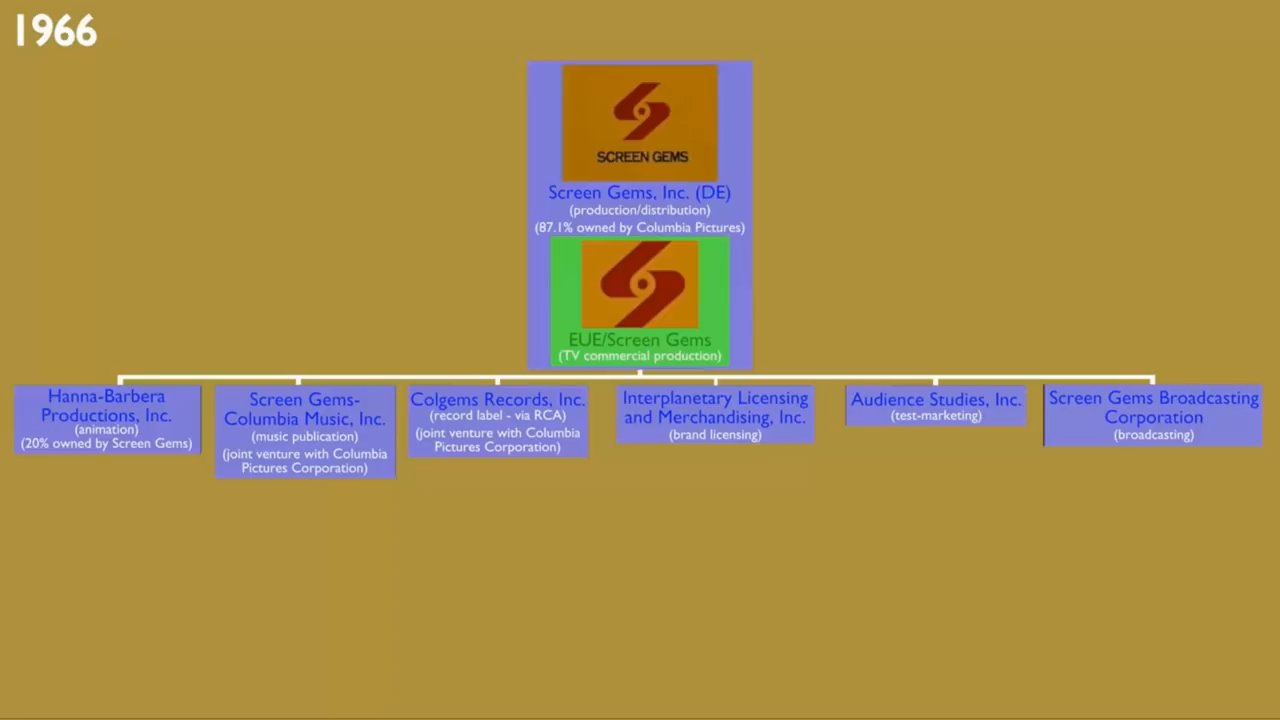 1966
SCREEN GEMS
Screen Gems, Inc. (DE)
(production/distribution)
(87.1% owned by Columbia Pictures)
EUE/Screen Gems
(TV commercial production)
Hanna-Barbera
Productions, Inc.
(animation)
(20% owned by Screen Gems)
Screen Gems-
Columbia Music, Inc.
(music publication)
(joint venture with Columbia
Pictures Corporation)
Colgems Records, Inc.
(record label - via RCA)
(joint venture with Columbia
Pictures Corporation)
Interplanetary Licensing
and Merchandising, Inc.
(brand licensing)
Audience Studies, Inc.
(test-marketing)
Screen Gems Broadcasting
Corporation
(broadcasting)